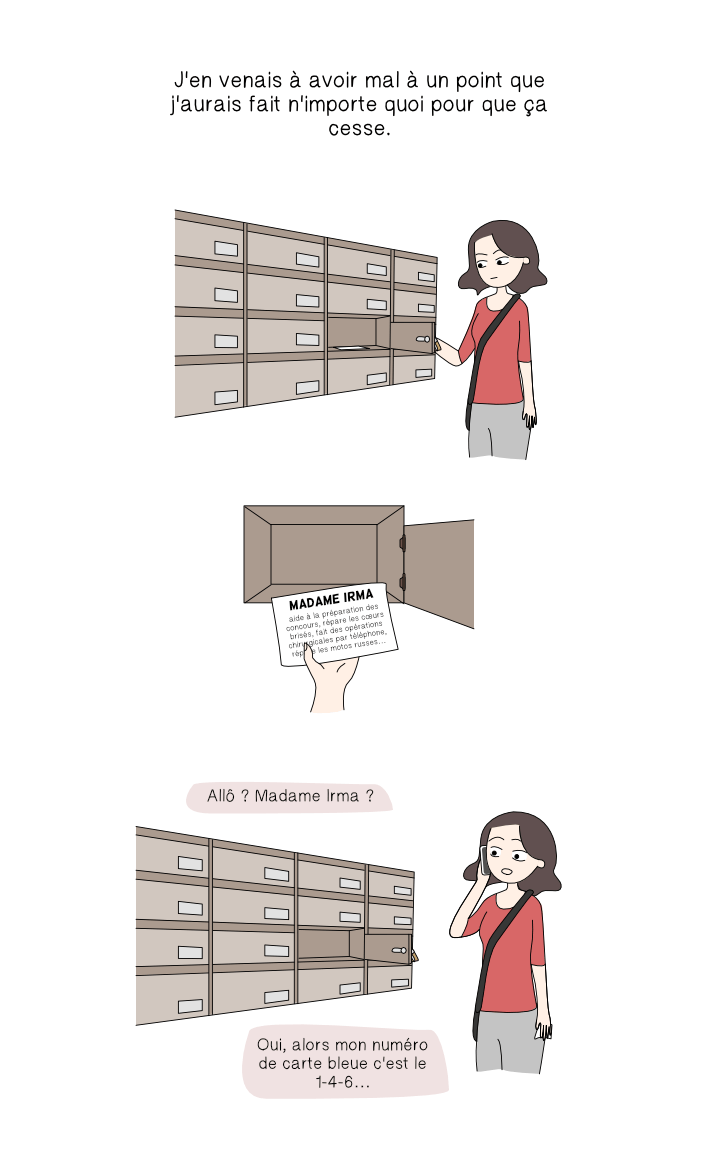 J'en venais à avoir mal à un point que
j'aurais fait n'importe quoi pour que ça
cesse.
MADAME IRMA
aide à la préparation des
concours, répare les cœurs
brisés, fait des opérations
chirurgicales par téléphone,
répare les motos russes...
Allô ? Madame Irma ?
Oui, alors mon numéro
de carte bleue c'est le
1-4-6...